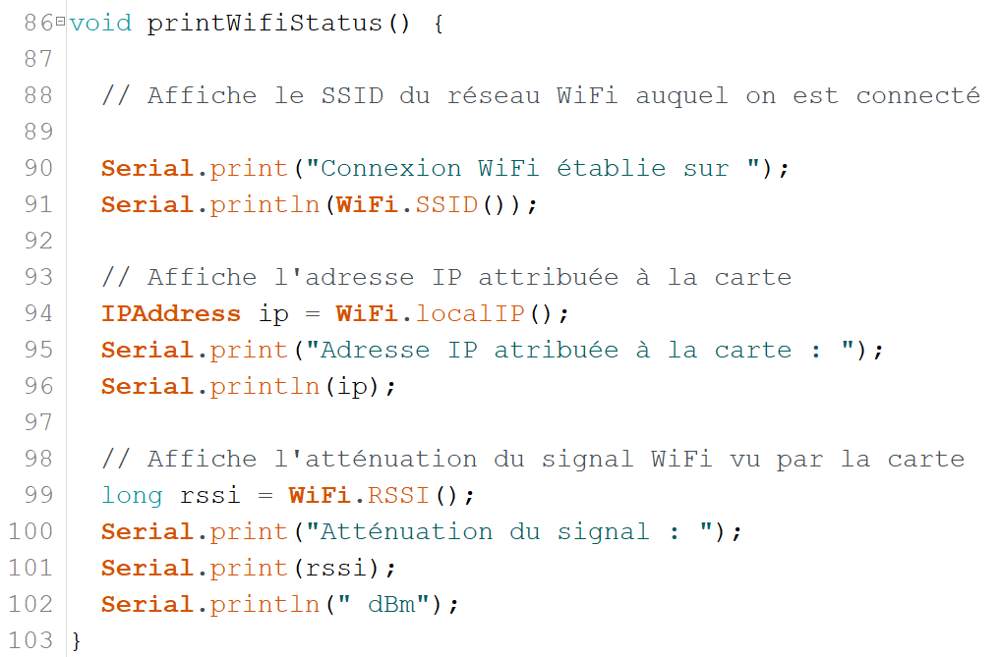 86 void printWifiStatus() {
87
88 // Affiche le SSID du réseau WiFi auquel on est connecté
89
90 Serial.print("Connexion WiFi établie sur ");
91 Serial.println(WiFi.SSID());
92
93 // Affiche l'adresse IP attribuée à la carte
94 IPAddress ip = WiFi.localIP();
95 Serial.print("Adresse IP atribuée à la carte : ");
96 Serial.println(ip);
97
98 // Affiche l'atténuation du signal WiFi vu par la carte
99 long rssi = WiFi.RSSI();
100 Serial.print("Atténuation du signal : ");
101 Serial.print(rssi);
102 Serial.println(" dBm");
103 }